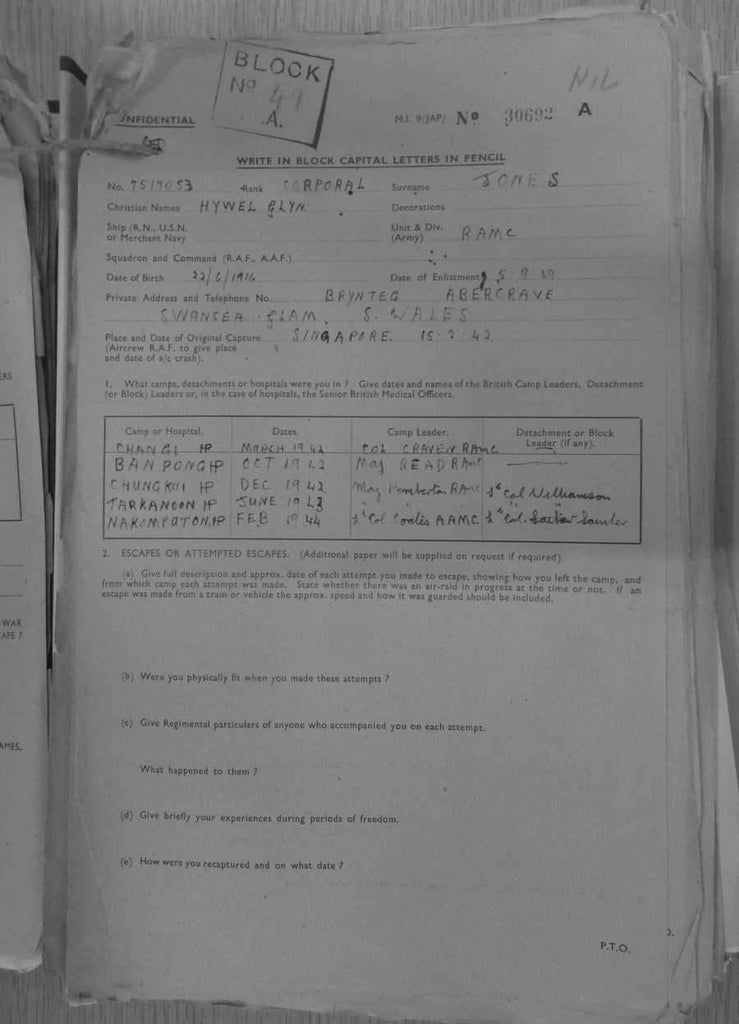 BLOCK
No 49
A.
NIL
NFIDENTIAL
M.I. 9/JAP/ No 30692 A
WRITE IN BLOCK CAPITAL LETTERS IN PENCIL
No. 7517053 Rank CORPORAL Surname JONES
Christian Names HYWEL GLYN. Decorations
Ship (R.N., U.S.N. or Merchant Navy Unit & Div. (Army) RAMC
Squadron and Command (R.A.F., A.A.F.)
Date of Birth 22/6/1916 Date of Enlistment 5 9 39
Private Address and Telephone No. BRYNTEG ABERCRAVE
SWANSEA GLAM. S. WALES
Place and Date of Original Capture SINGAPORE. 15-2-42
(Aircrew R.A.F. to give place
and date of a/c crash).
1. What camps, detachments or hospitals were you in ? Give dates and names of the British Camp Leaders, Detachment
(or Block) Leaders or, in the case of hospitals, the Senior British Medical Officers.
Camp or Hospital. Dates. Camp Leader. Detachment or Block Leader (if any).
CHANGI HP MARCH 1942 COL CRAVEN RAMC
BANPONG HP OCT 1942 Maj READ RAMC
CHUNGKAI HP DEC 1942 Maj Pemberton RAMC Lt Col Williamson
TARKANOON HP JUNE 1943 " " " "
NAKOMPATON HP FEB 1944 Lt Col Coates AAMC Lt Col. Sainter
2. ESCAPES OR ATTEMPTED ESCAPES. (Additional paper will be supplied on request if required).
(a) Give full description and approx. date of each attempt you made to escape, showing how you left the camp, and
from which camp each attempt was made. State whether there was an air-raid in progress at the time or not. If an
escape was made from a train or vehicle the approx. speed and how it was guarded should be included.
(b) Were you physically fit when you made these attempts ?
(c) Give Regimental particulars of anyone who accompanied you on each attempt.
What happened to them ?
(d) Give briefly your experiences during periods of freedom.
(e) How were you recaptured and on what date ?
P.T.O.
ERS
WAR
APE ?
AMES.